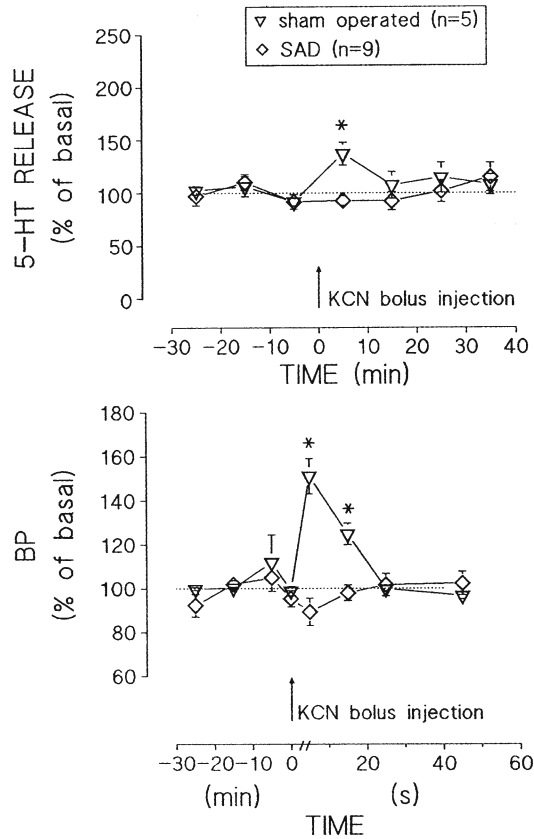 sham operated (n=5)
SAD (n=9)
250
200
150
100
50
0
5-HT RELEASE
(% of basal)
*
KCN bolus injection
-30 -20 -10 0 10 20 30 40
TIME (min)
180
160
140
120
100
80
60
BP
(% of basal)
*
*
KCN bolus injection
-30-20-10 0 20 40 60
(min) (s)
TIME